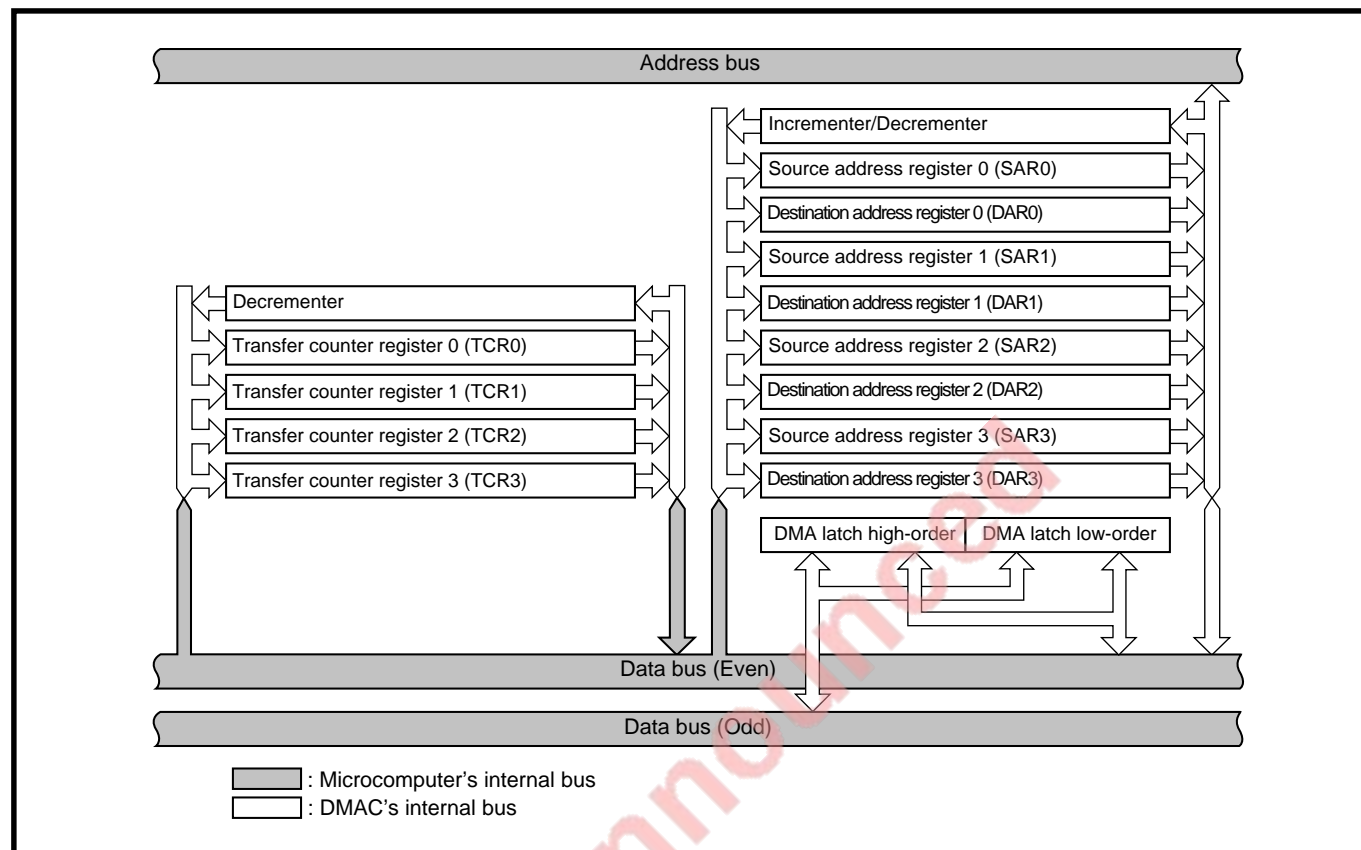 Address bus
Incrementer/Decrementer
Source address register 0 (SAR0)
Destination address register 0 (DAR0)
Source address register 1 (SAR1)
Destination address register 1 (DAR1)
Source address register 2 (SAR2)
Destination address register 2 (DAR2)
Source address register 3 (SAR3)
Destination address register 3 (DAR3)
Decrementer
Transfer counter register 0 (TCR0)
Transfer counter register 1 (TCR1)
Transfer counter register 2 (TCR2)
Transfer counter register 3 (TCR3)
DMA latch high-order DMA latch low-order
Data bus (Even)
Data bus (Odd)
: Microcomputer's internal bus
: DMAC's internal bus
nnounced